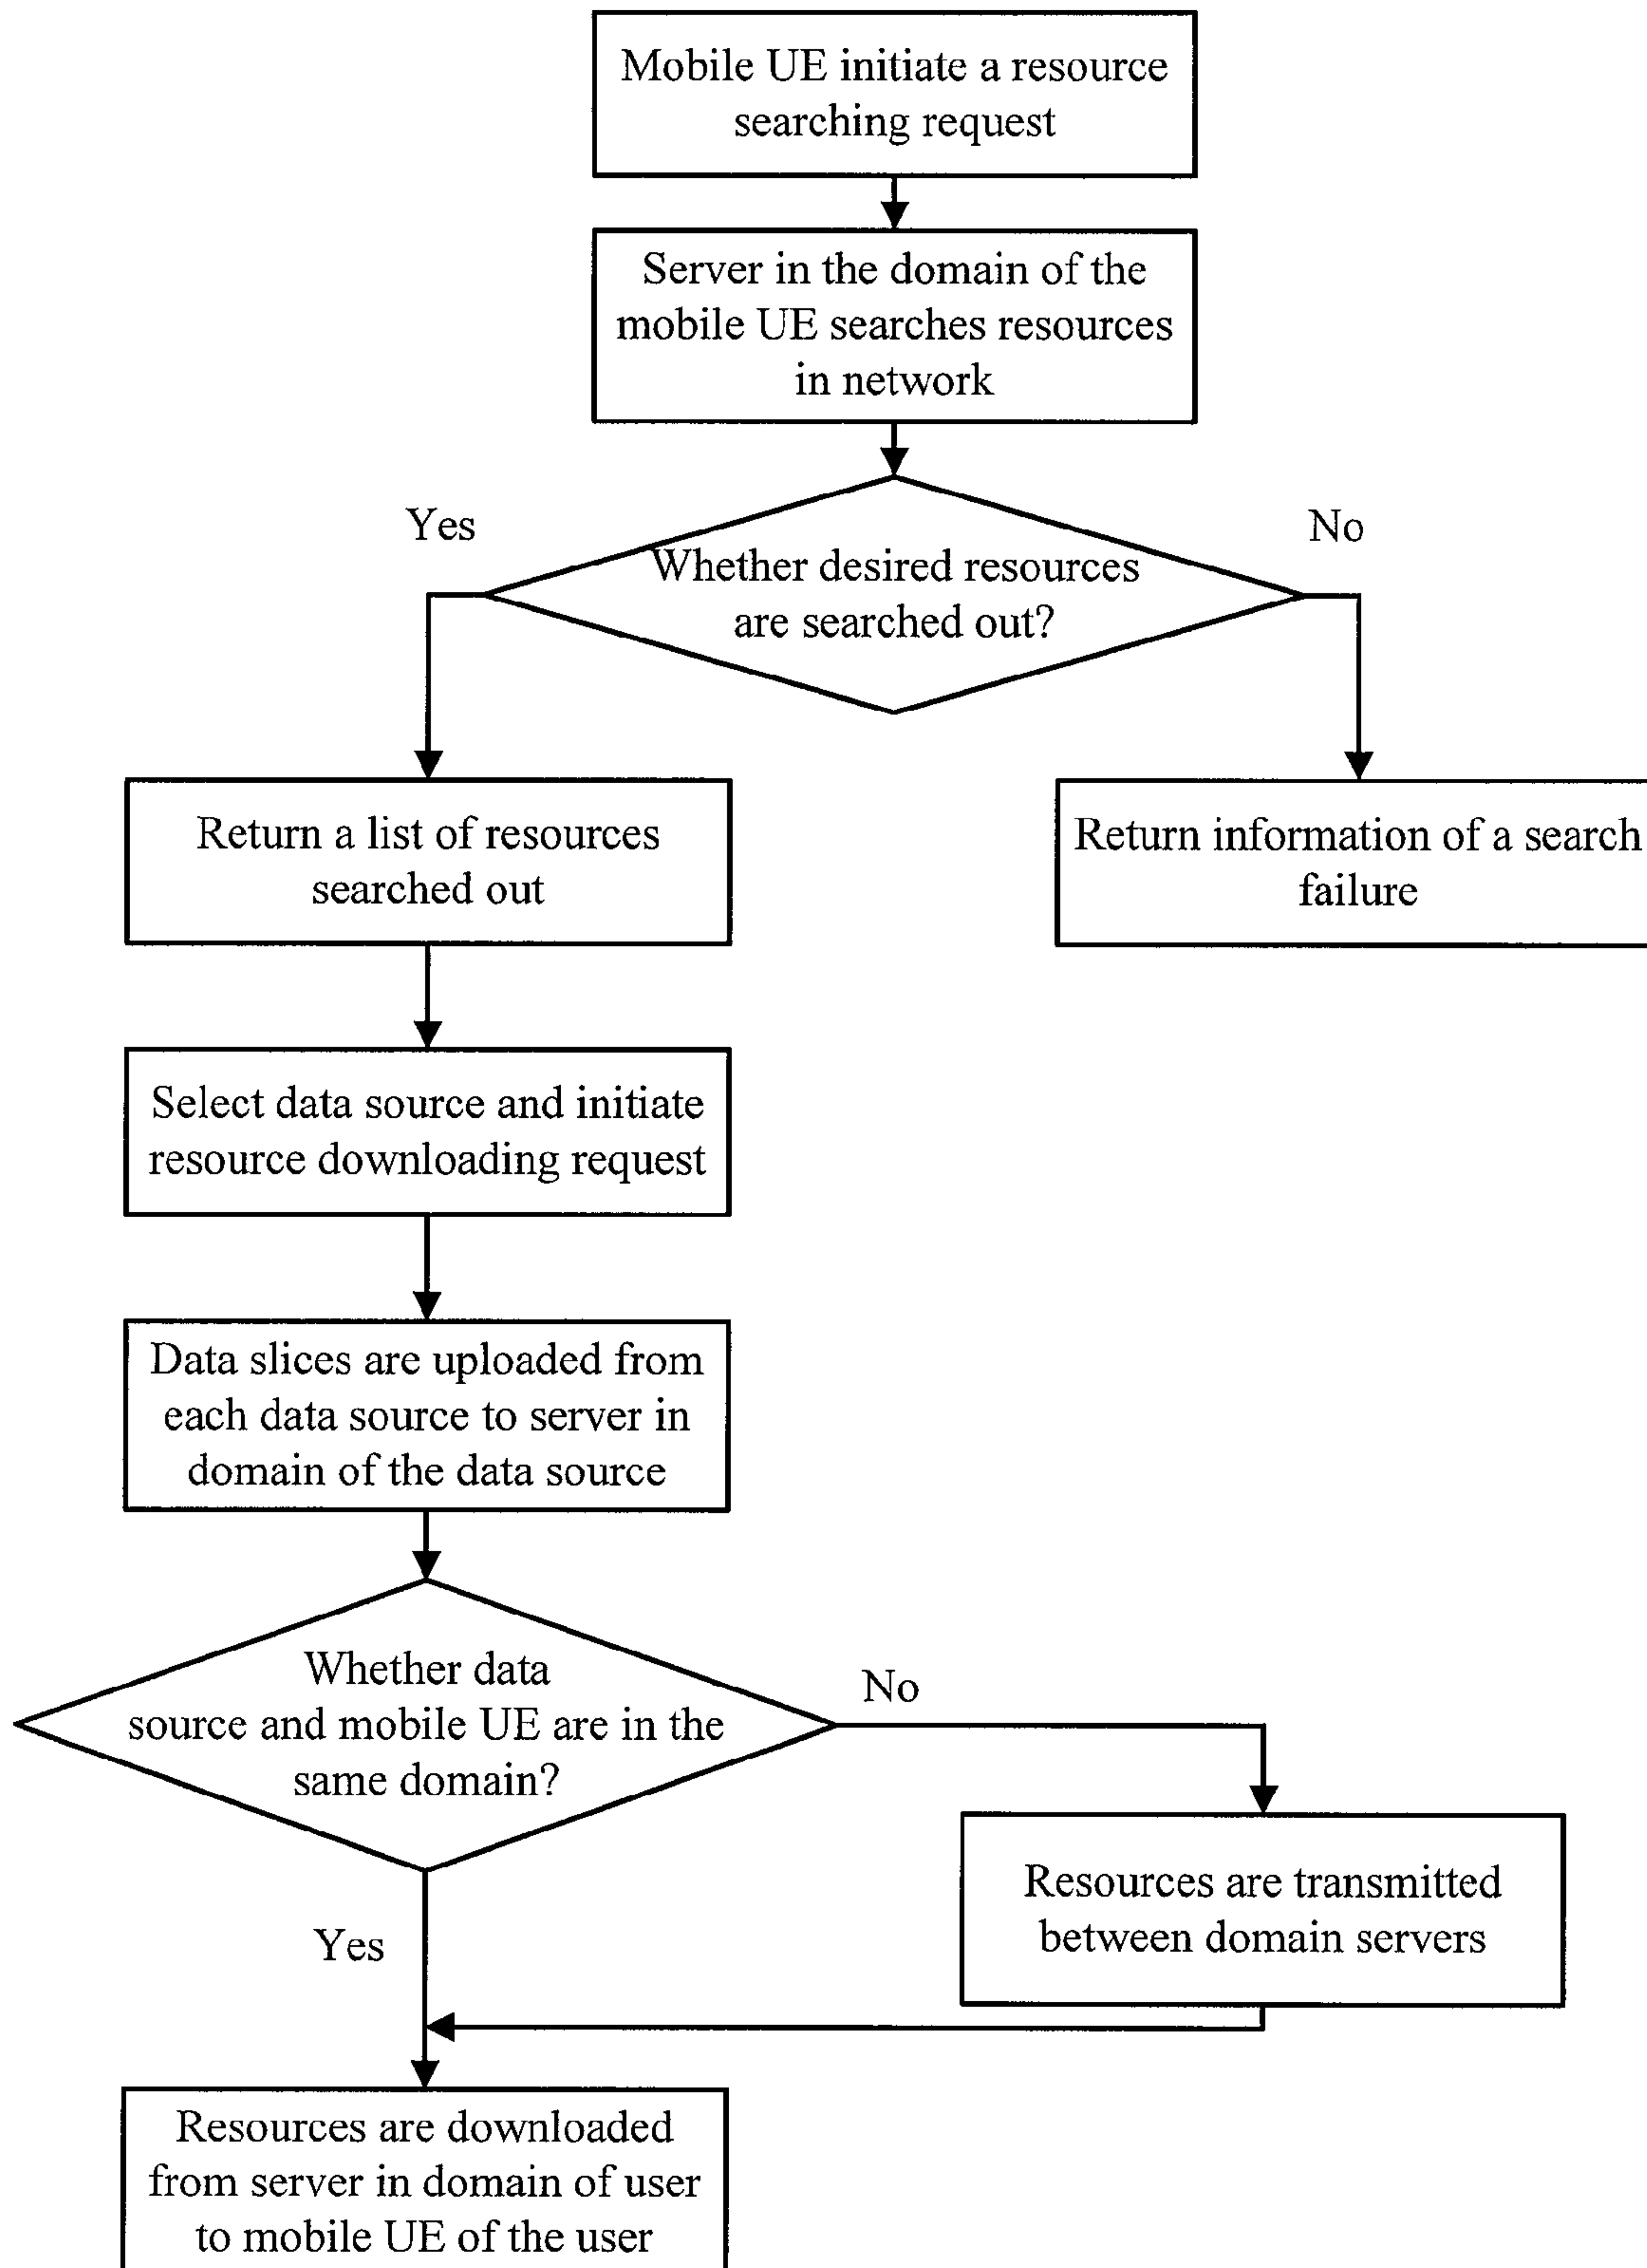 Mobile UE initiate a resource
searching request
Server in the domain of the
mobile UE searches resources
in network
Yes
No
Whether desired resources
are searched out?
Return a list of resources
searched out
Return information of a search
failure
Select data source and initiate
resource downloading request
Data slices are uploaded from
each data source to server in
domain of the data source
Whether data
source and mobile UE are in the
same domain?
No
Resources are transmitted
between domain servers
Yes
Resources are downloaded
from server in domain of user
to mobile UE of the user